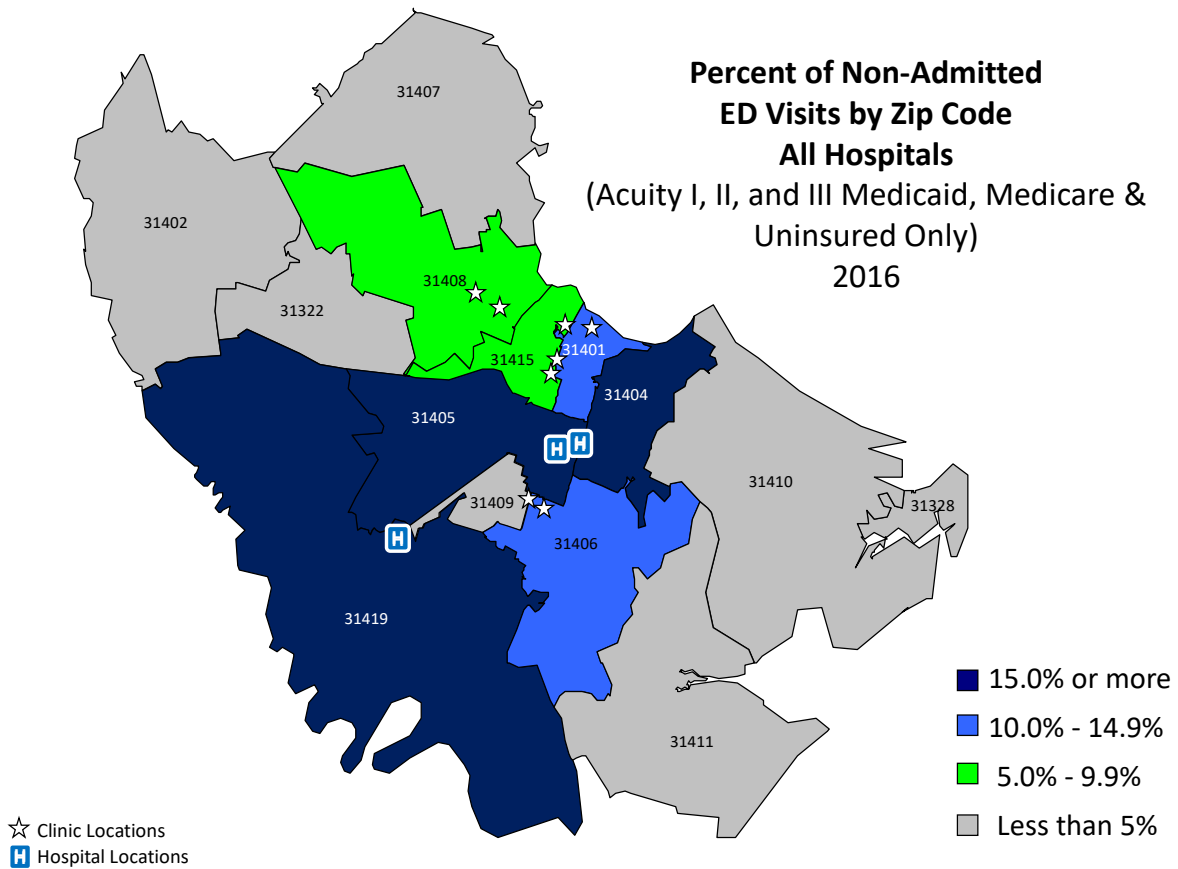 Percent of Non-Admitted
ED Visits by Zip Code
All Hospitals
(Acuity I, II, and III Medicaid, Medicare &
Uninsured Only)
2016
31407
31402
31408
31322
31415
31401
31404
31405
31410
31409
31328
31406
31419
31411
15.0% or more
10.0% - 14.9%
5.0% - 9.9%
Less than 5%
H
H
H
Clinic Locations
H Hospital Locations